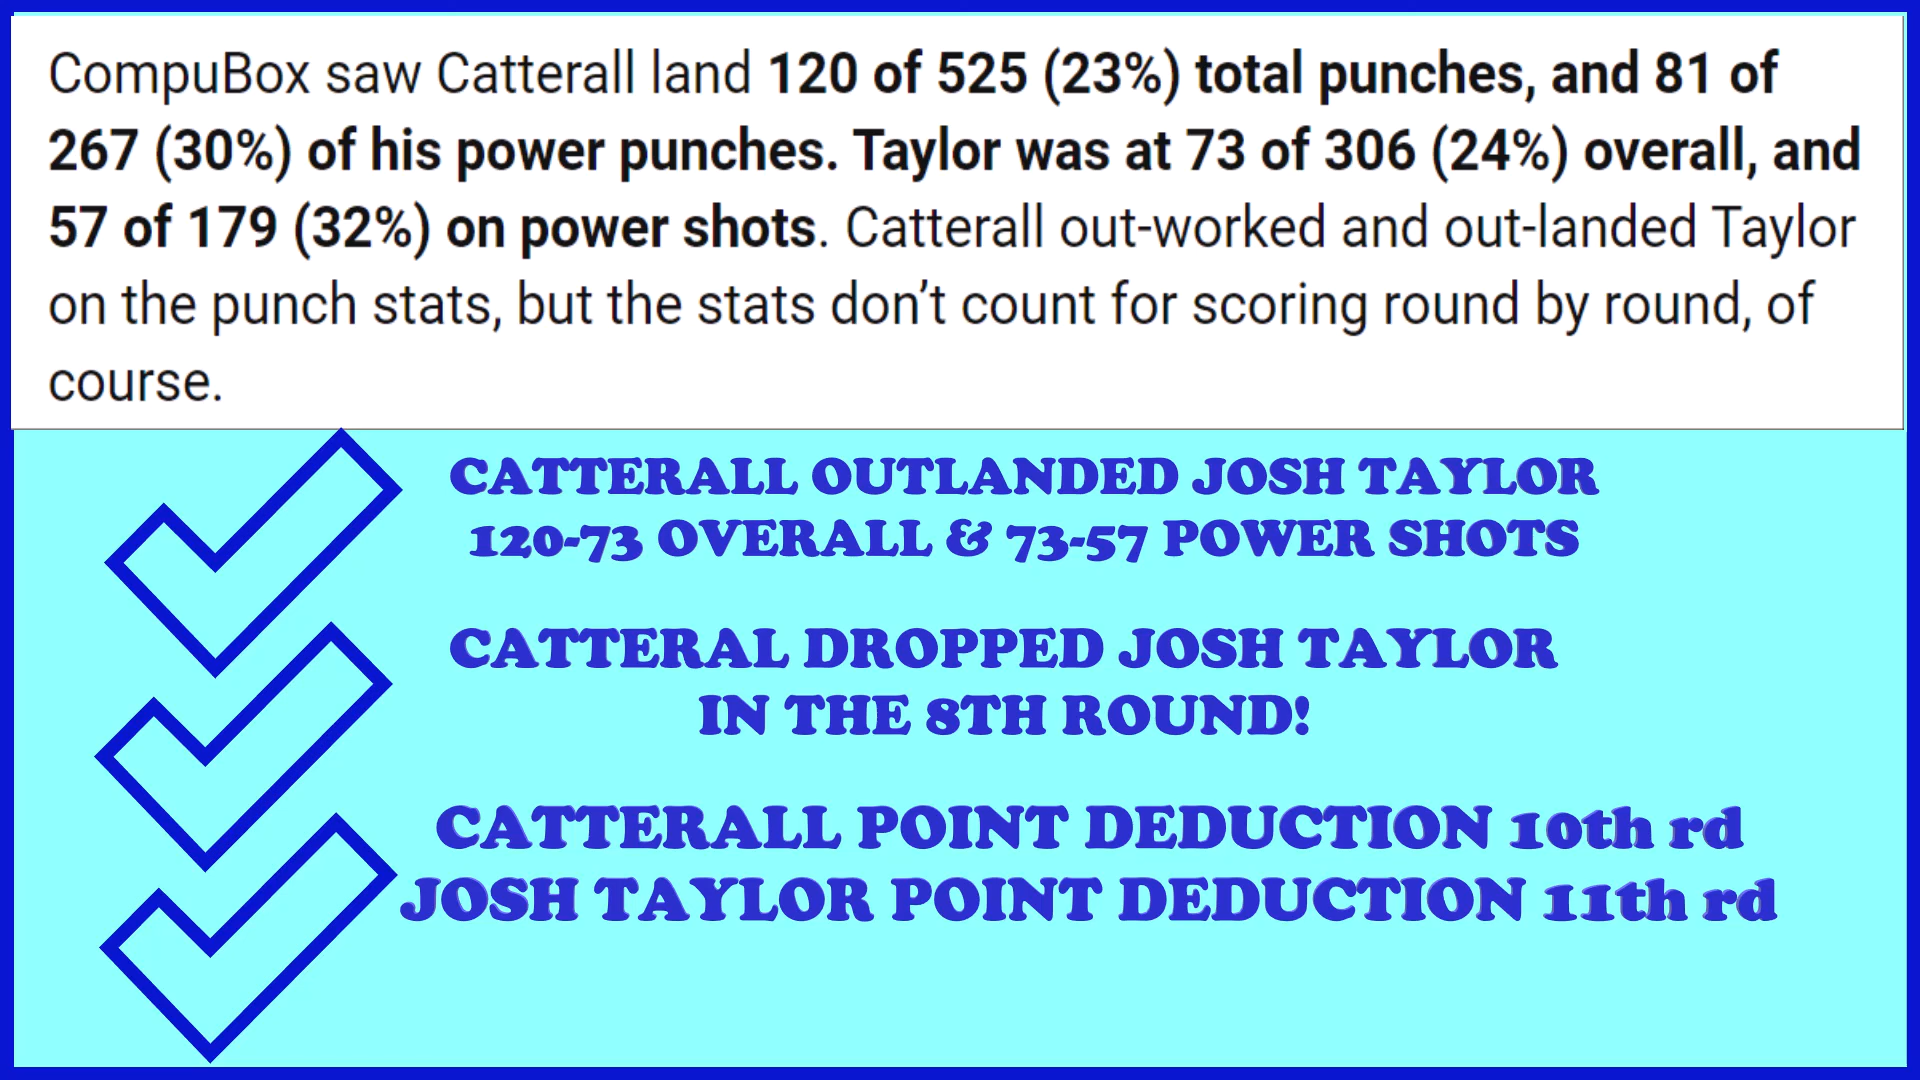 CompuBox saw Catterall land 120 of 525 (23%) total punches, and 81 of
267 (30%) of his power punches. Taylor was at 73 of 306 (24%) overall, and
57 of 179 (32%) on power shots. Catterall out-worked and out-landed Taylor
on the punch stats, but the stats don’t count for scoring round by round, of
course.
CATTERALL OUTLANDED JOSH TAYLOR
120-73 OVERALL & 73-57 POWER SHOTS
CATTERAL DROPPED JOSH TAYLOR
IN THE 8TH ROUND!
CATTERALL POINT DEDUCTION 10th rd
JOSH TAYLOR POINT DEDUCTION 11th rd